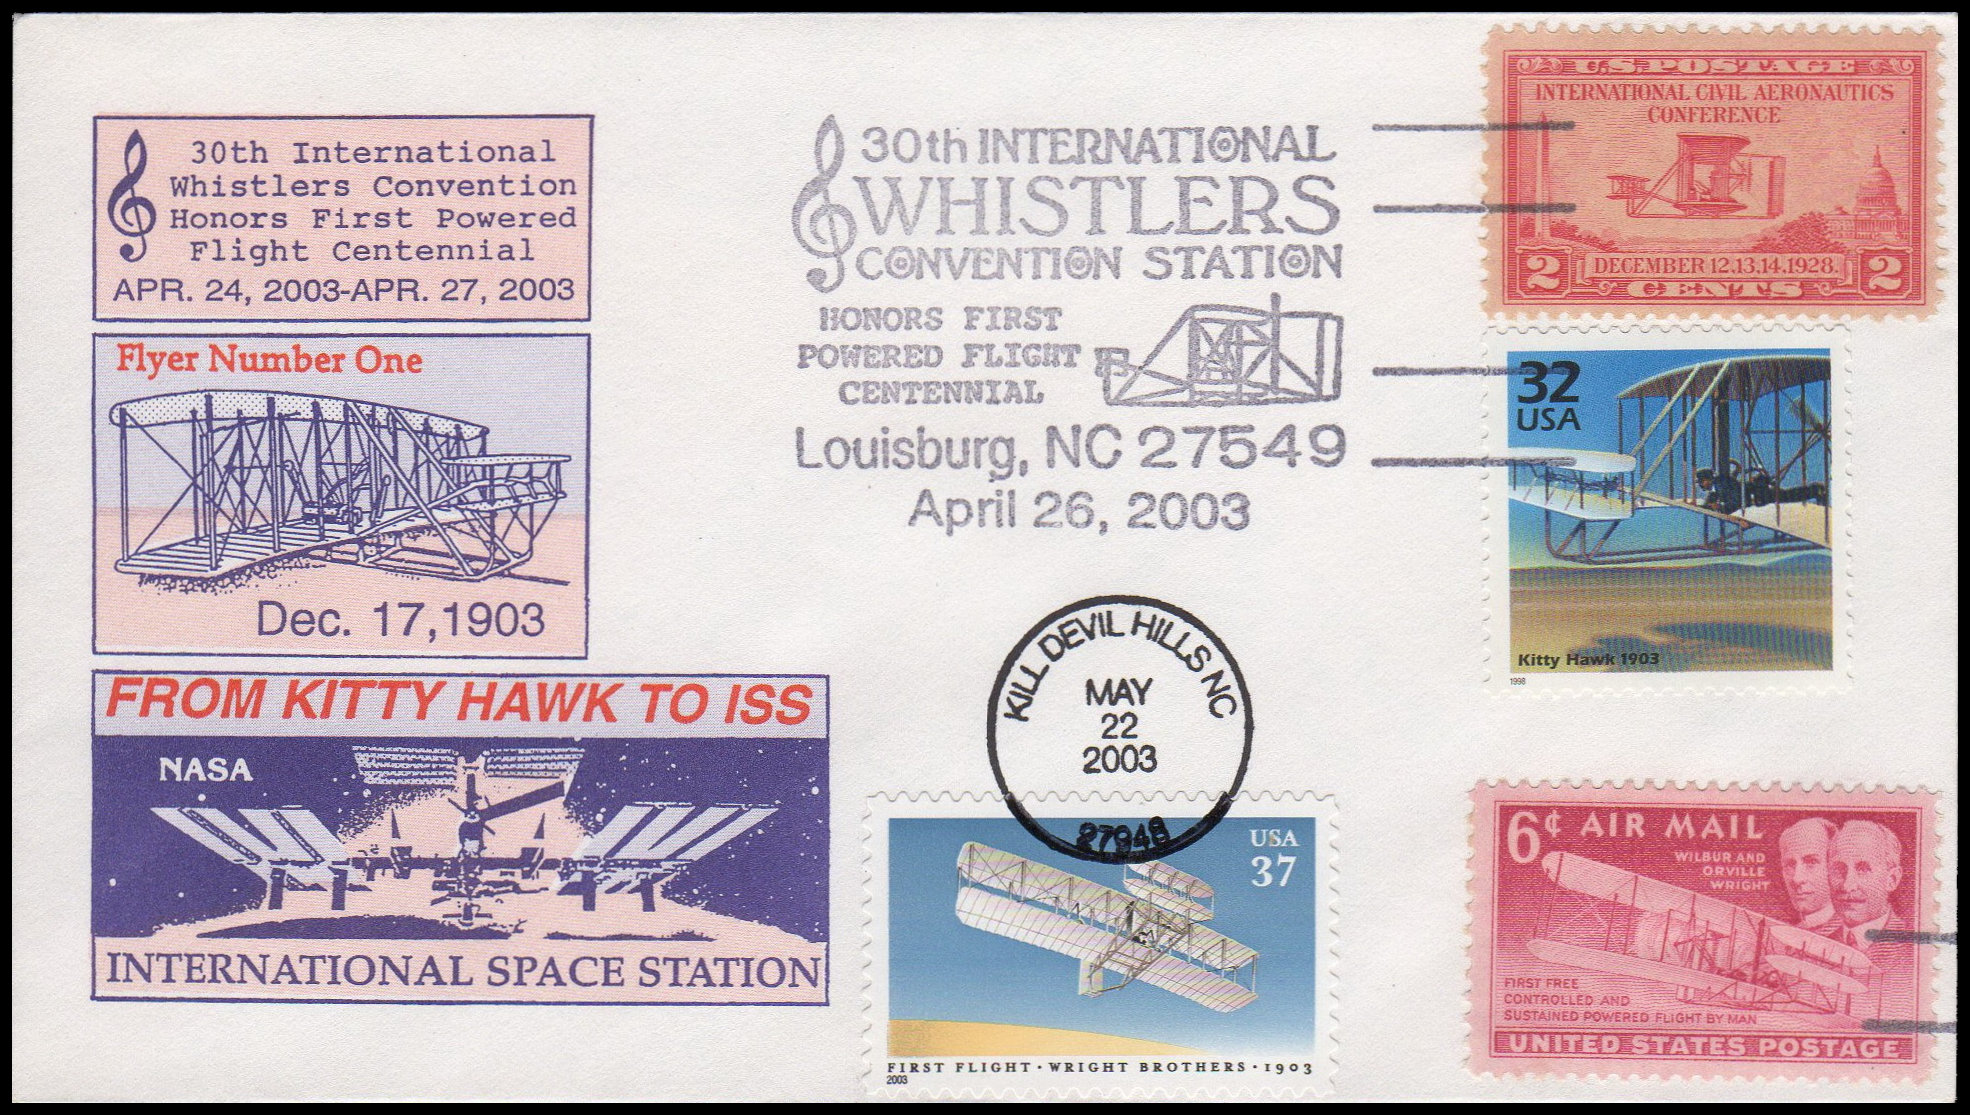 30th International
Whistlers Convention
Honors First Powered
Flight Centennial
APR. 24, 2003-APR. 27, 2003
Flyer Number One
Dec. 17,1903
FROM KITTY HAWK TO ISS
NASA
INTERNATIONAL SPACE STATION
30th INTERNATIONAL
WHISTLERS
CONVENTION STATION
HONORS FIRST
POWERED FLIGHT
CENTENNIAL
Louisburg, NC 27549
April 26, 2003
KILL DEVIL HILLS NC
MAY
22
2003
27948
USA
37
FIRST FLIGHT · WRIGHT BROTHERS · 1903
2003
U.S. POSTAGE
INTERNATIONAL CIVIL AERONAUTICS
CONFERENCE
2 DECEMBER 12,13,14,1928. 2
CENTS
32
USA
Kitty Hawk 1903
1998
6¢ AIR MAIL
WILBUR AND
ORVILLE
WRIGHT
FIRST FREE
CONTROLLED AND
SUSTAINED POWERED FLIGHT BY MAN
UNITED STATES POSTAGE